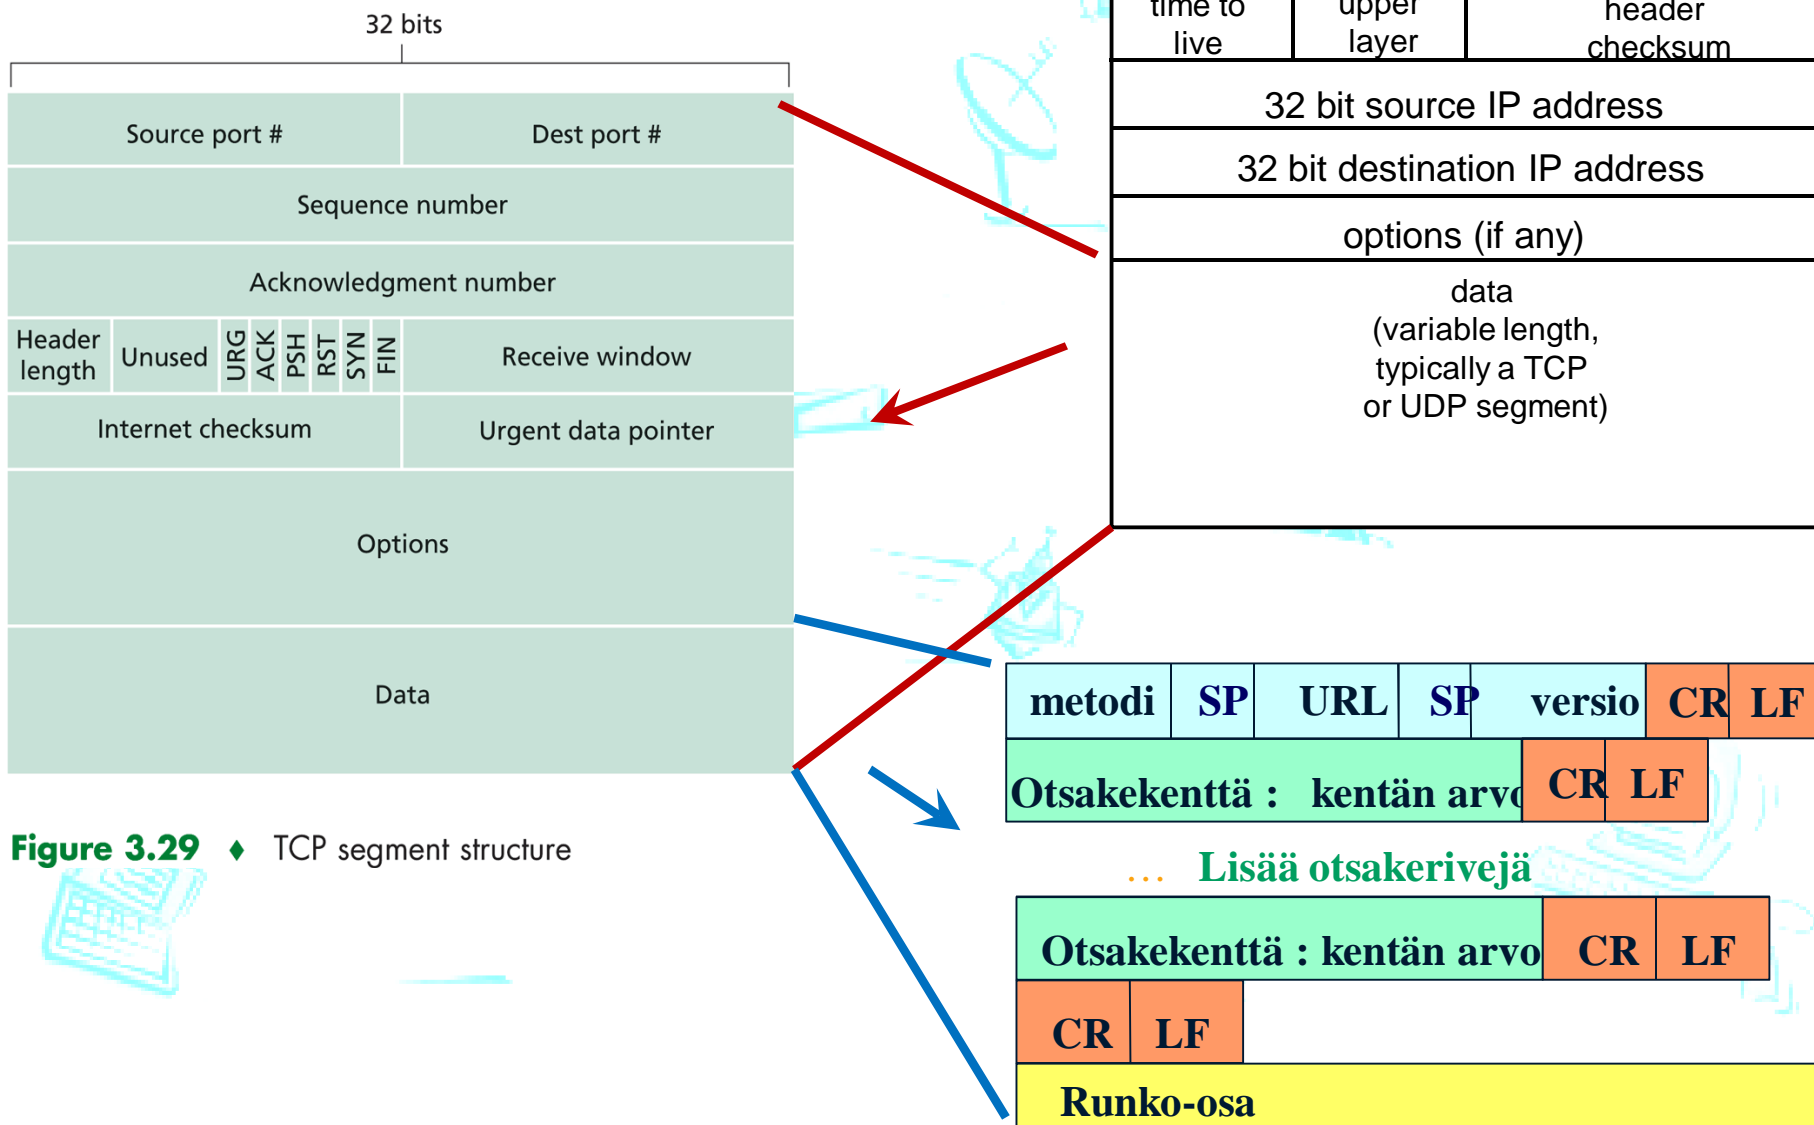 32 bits
Source port #
Dest port #
Sequence number
Acknowledgment number
Header
length
Unused
URG
ACK
PSH
RST
SYN
FIN
Receive window
Internet checksum
Urgent data pointer
Options
Data
Figure 3.29 ♦ TCP segment structure
time to
live
upper
layer
header
checksum
32 bit source IP address
32 bit destination IP address
options (if any)
data
(variable length,
typically a TCP
or UDP segment)
metodi SP URL SP versio CR LF
Otsakekenttä : kentän arvo CR LF
... Lisää otsakerivejä
Otsakekenttä : kentän arvo CR LF
CR LF
Runko-osa